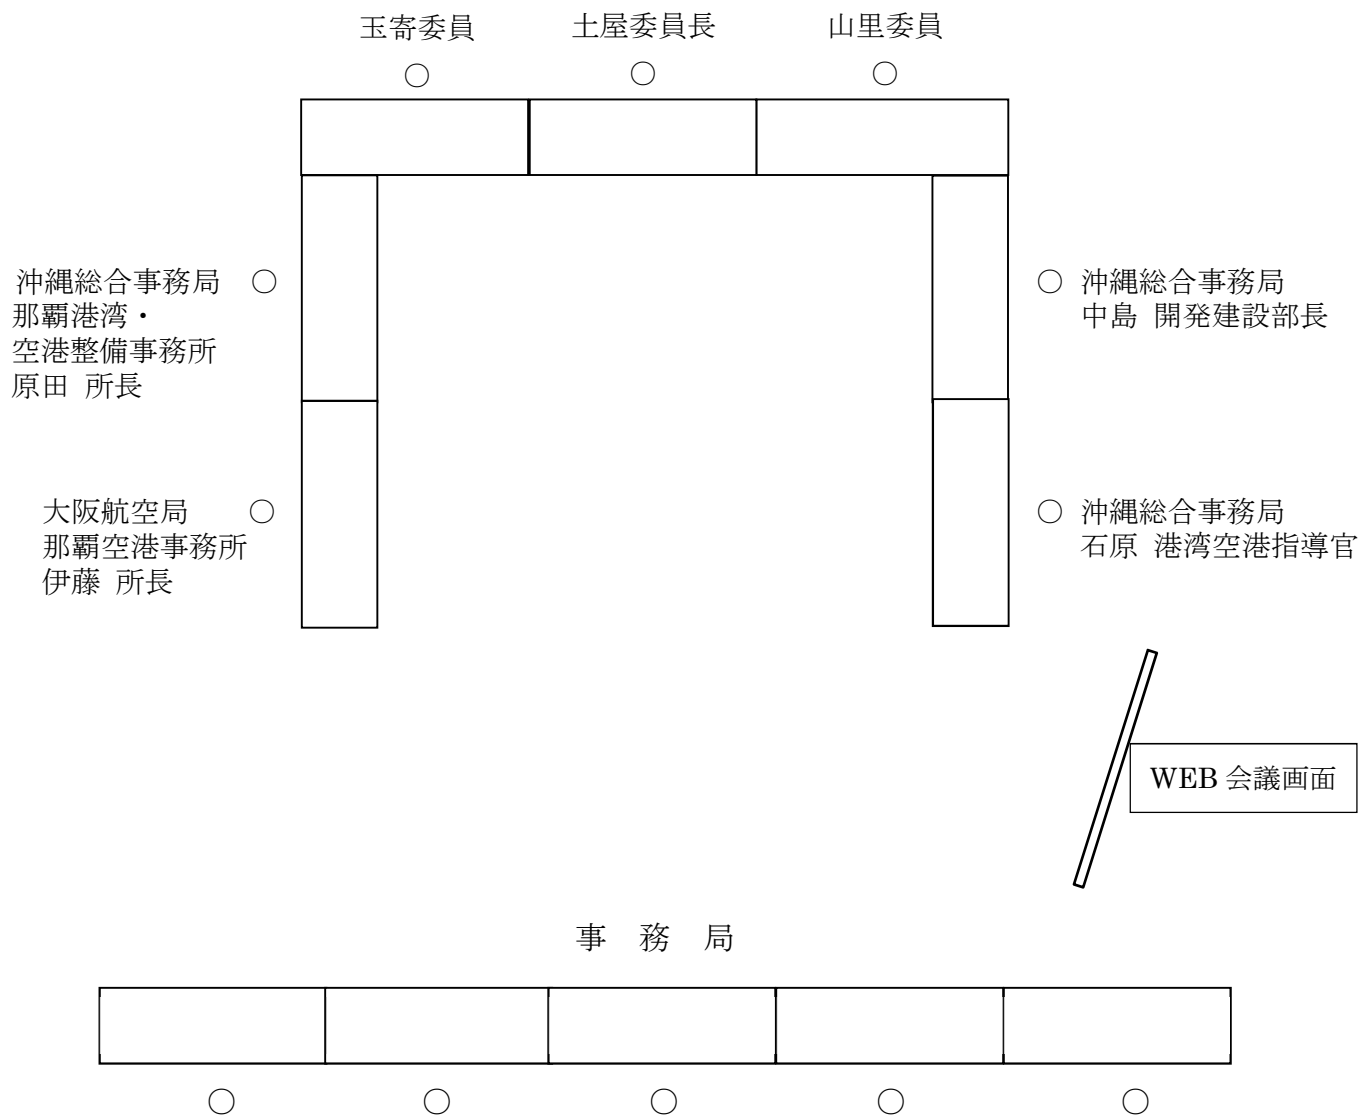 玉寄委員
土屋委員長
山里委員
○ ○ ○
沖縄総合事務局 ○
那覇港湾・
空港整備事務所
原田 所長
○ 沖縄総合事務局
中島 開発建設部長
大阪航空局 ○
那覇空港事務所
伊藤 所長
○ 沖縄総合事務局
石原 港湾空港指導官
WEB 会議画面
事 務 局
○ ○ ○ ○ ○